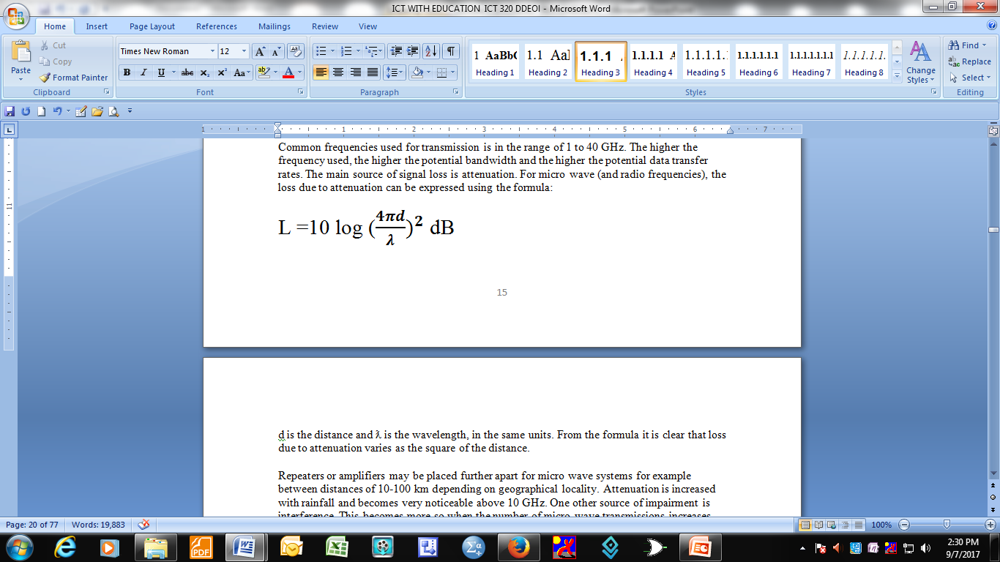 ICT WITH EDUCATION ICT 320 DDEOI - Microsoft Word
Home Insert Page Layout References Mailings Review View
Paste
Cut
Copy
Format Painter
Clipboard
Times New Roman 12
B I U abc x₂ x² Aa A
Font
Paragraph
1 AaBbC 1.1 AaI 1.1.1 1.1.1.1 A 1.1.1.1.1 1.1.1.1.1.1 1.1.1.1.1.1.1 1.1.1.1.1.
Heading 1 Heading 2 Heading 3 Heading 4 Heading 5 Heading 6 Heading 7 Heading 8
Styles
Change
Styles
Find
Replace
Select
Editing
1 1 2 3 4 5 6 7
Common frequencies used for transmission is in the range of 1 to 40 GHz. The higher the
frequency used, the higher the potential bandwidth and the higher the potential data transfer
rates. The main source of signal loss is attenuation. For micro wave (and radio frequencies), the
loss due to attenuation can be expressed using the formula:
L =10 log (4πd/λ)² dB
15
d is the distance and λ is the wavelength, in the same units. From the formula it is clear that loss
due to attenuation varies as the square of the distance.
Repeaters or amplifiers may be placed further apart for micro wave systems for example
between distances of 10-100 km depending on geographical locality. Attenuation is increased
with rainfall and becomes very noticeable above 10 GHz. One other source of impairment is
interference. This becomes more so when the number of micro wave transmissions increases
Page: 20 of 77 Words: 19,883 100%
PDF
2:30 PM
9/7/2017